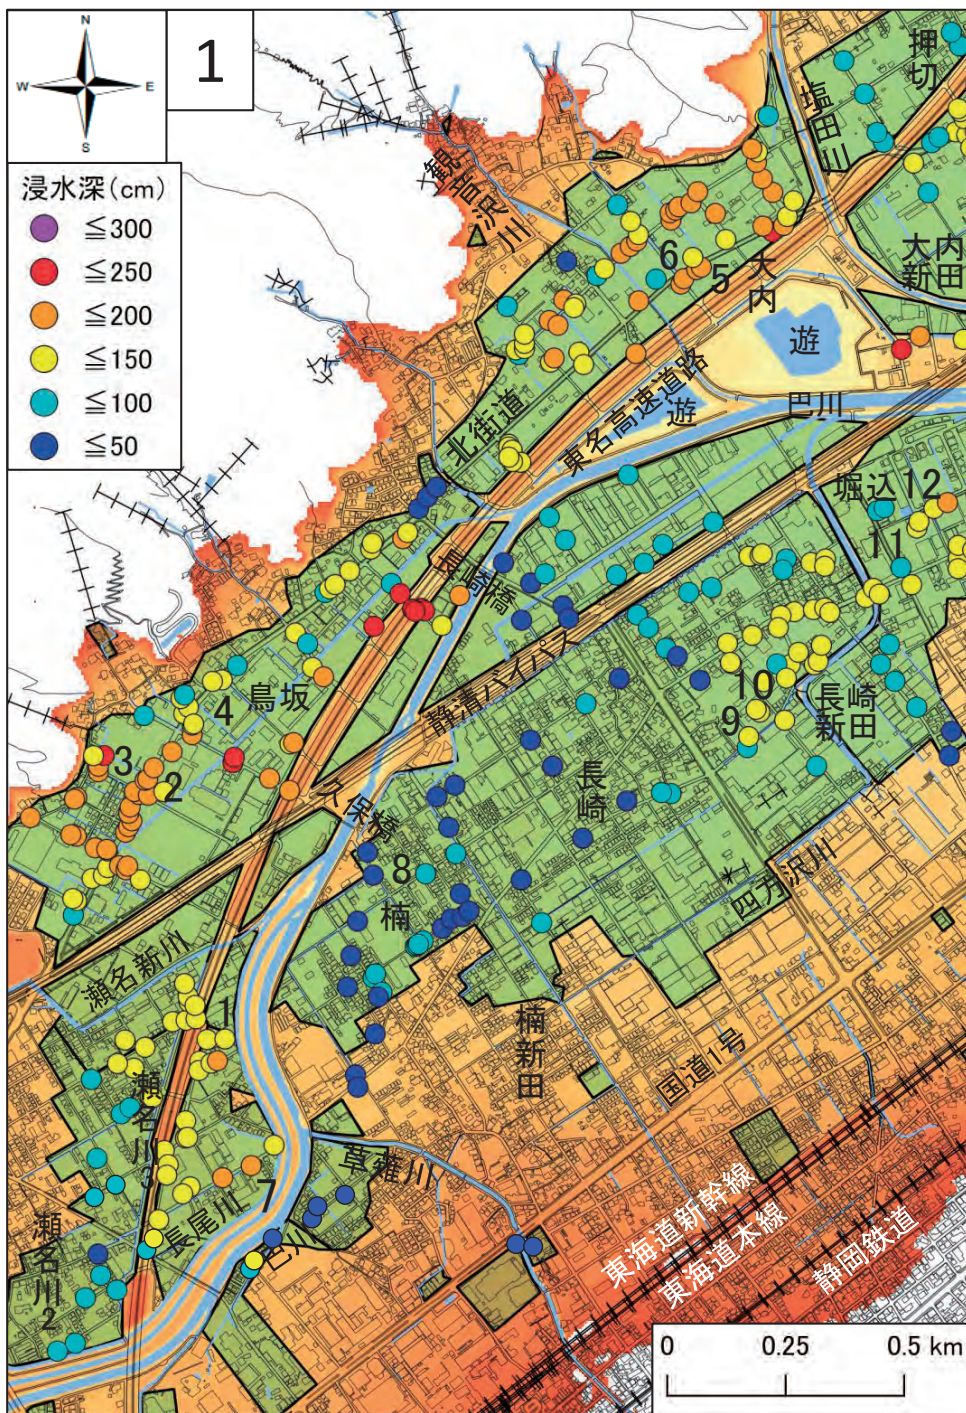 N
W E
S
1
浸水深(cm)
≦300
≦250
≦200
≦150
≦100
≦50
押切
塩田川
観音沢川
大内新田
6
5
大内
遊
遊
巴川
東名高速道路
北街道
堀込
12
11
長崎橋
静清バイパス
鳥坂
4
3
2
10
9
長崎新田
長崎
久保橋
8
楠
四方沢川
瀬名新川
1
楠新田
国道1号
瀬名川3
草薙川
7
長尾川
巴川
瀬名川2
東海道新幹線
東海道本線
静岡鉄道
0 0.25 0.5 km